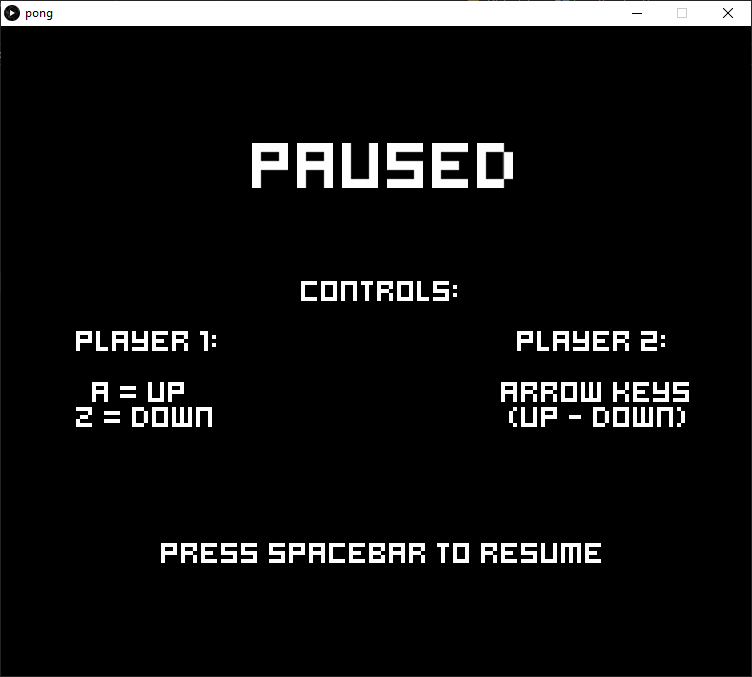 pong
PAUSED
CONTROLS:
PLAYER 1:
A = UP
Z = DOWN
PLAYER 2:
ARROW KEYS
(UP - DOWN)
PRESS SPACEBAR TO RESUME